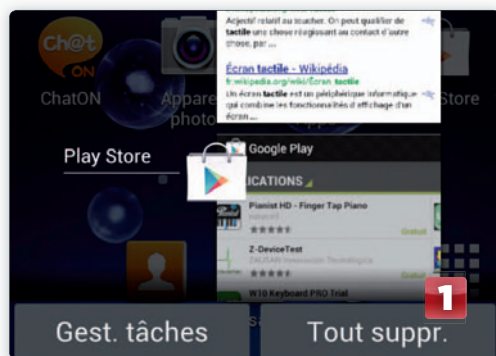 Adjectif relatif au toucher. On peut qualifier de
tactile une chose réagissant au contact d'autre
chose, par ...
Écran tactile - Wikipédia
fr.wikipedia.org/wiki/Écran_tactile
Un écran tactile est un périphérique informatique
qui combine les fonctionnalités d'affichage d'un
écran ...
Ch@t
ON
ChatON
Appare
photo
Store
Play Store
Google Play
LICATIONS
Pianist HD - Finger Tap Piano
Gratuit
Z-DeviceTest
Gratuit
W10 Keyboard PRO Trial
1
Gest. tâches
Tout suppr.